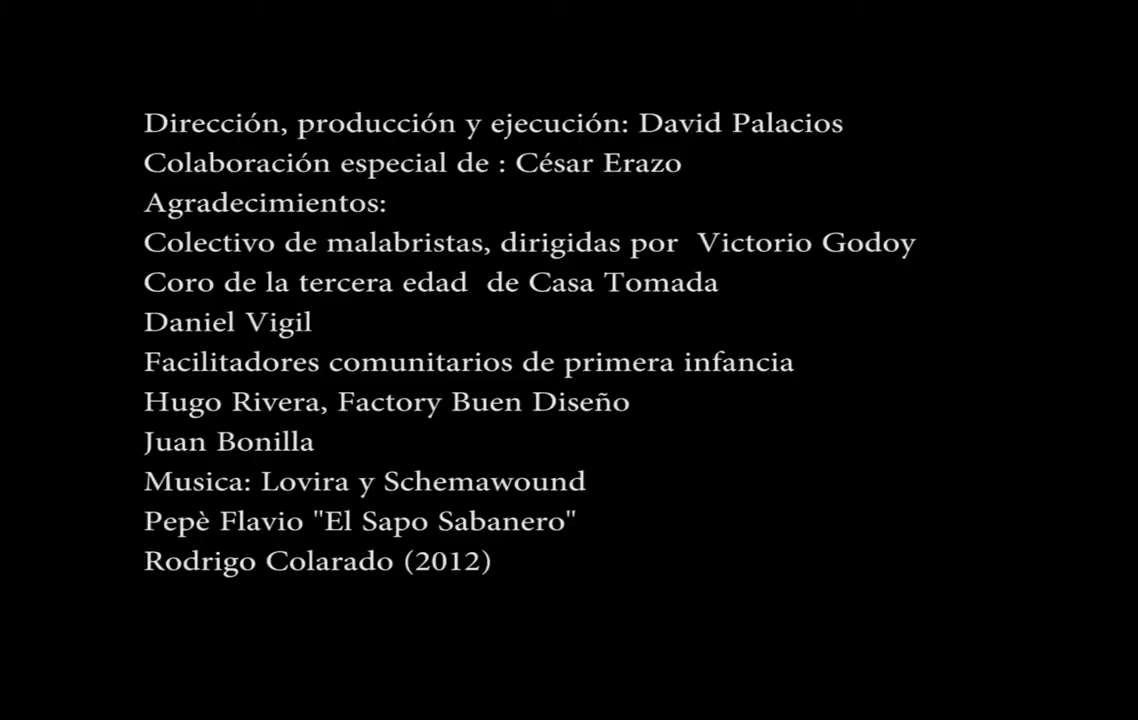 Dirección, producción y ejecución: David Palacios
Colaboración especial de : César Erazo
Agradecimientos:
Colectivo de malabristas, dirigidas por  Victorio Godoy
Coro de la tercera edad  de Casa Tomada
Daniel Vigil
Facilitadores comunitarios de primera infancia
Hugo Rivera, Factory Buen Diseño
Juan Bonilla
Musica: Lovira y Schemawound
Pepè Flavio "El Sapo Sabanero"
Rodrigo Colarado (2012)